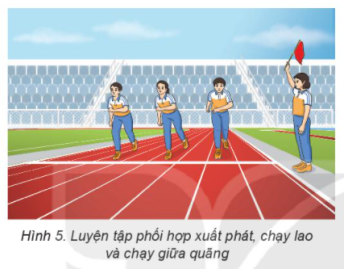 Hình 5. Luyện tập phối hợp xuất phát, chạy lao
và chạy giữa quãng